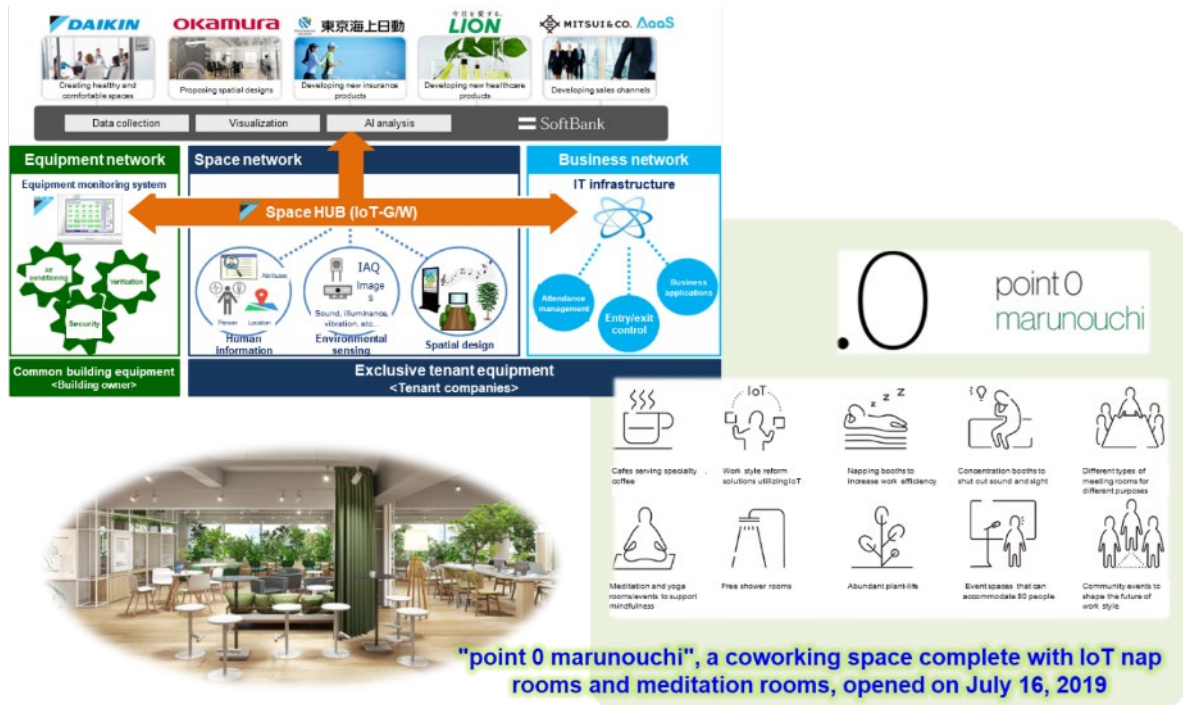 DAIKIN
OKamura
東京海上日動
今日を愛する。
LION
MITSUI&CO. AaaS
Creating healthy and
comfortable spaces
Proposing spatial designs
Developing new insurance
products
Developing new healthcare
products
Developing sales channels
Data collection
Visualization
AI analysis
SoftBank
Equipment network
Space network
Business network
Equipment monitoring system
IT infrastructure
Space HUB (IoT-G/W)
Air
conditioning
Verification
Security
Attributes
Person
Location
Human
information
IAQ
Image
s
Sound, illuminance,
vibration, etc...
Environmental
sensing
Spatial design
Attendance
management
Entry/exit
control
Business
applications
Common building equipment
<Building owner>
Exclusive tenant equipment
<Tenant companies>
.0
point 0
marunouchi
IoT
z z z
Cafes serving specialty
coffee
Work style reform
solutions utilizing IoT
Napping booths to
increase work efficiency
Concentration booths to
shut out sound and sight
Different types of
meeting rooms for
different purposes
Meditation and yoga
rooms/events to support
mindfulness
Free shower rooms
Abundant plant-life
Event spaces that can
accommodate 80 people
Community events to
shape the future of
work style
"point 0 marunouchi", a coworking space complete with IoT nap
rooms and meditation rooms, opened on July 16, 2019